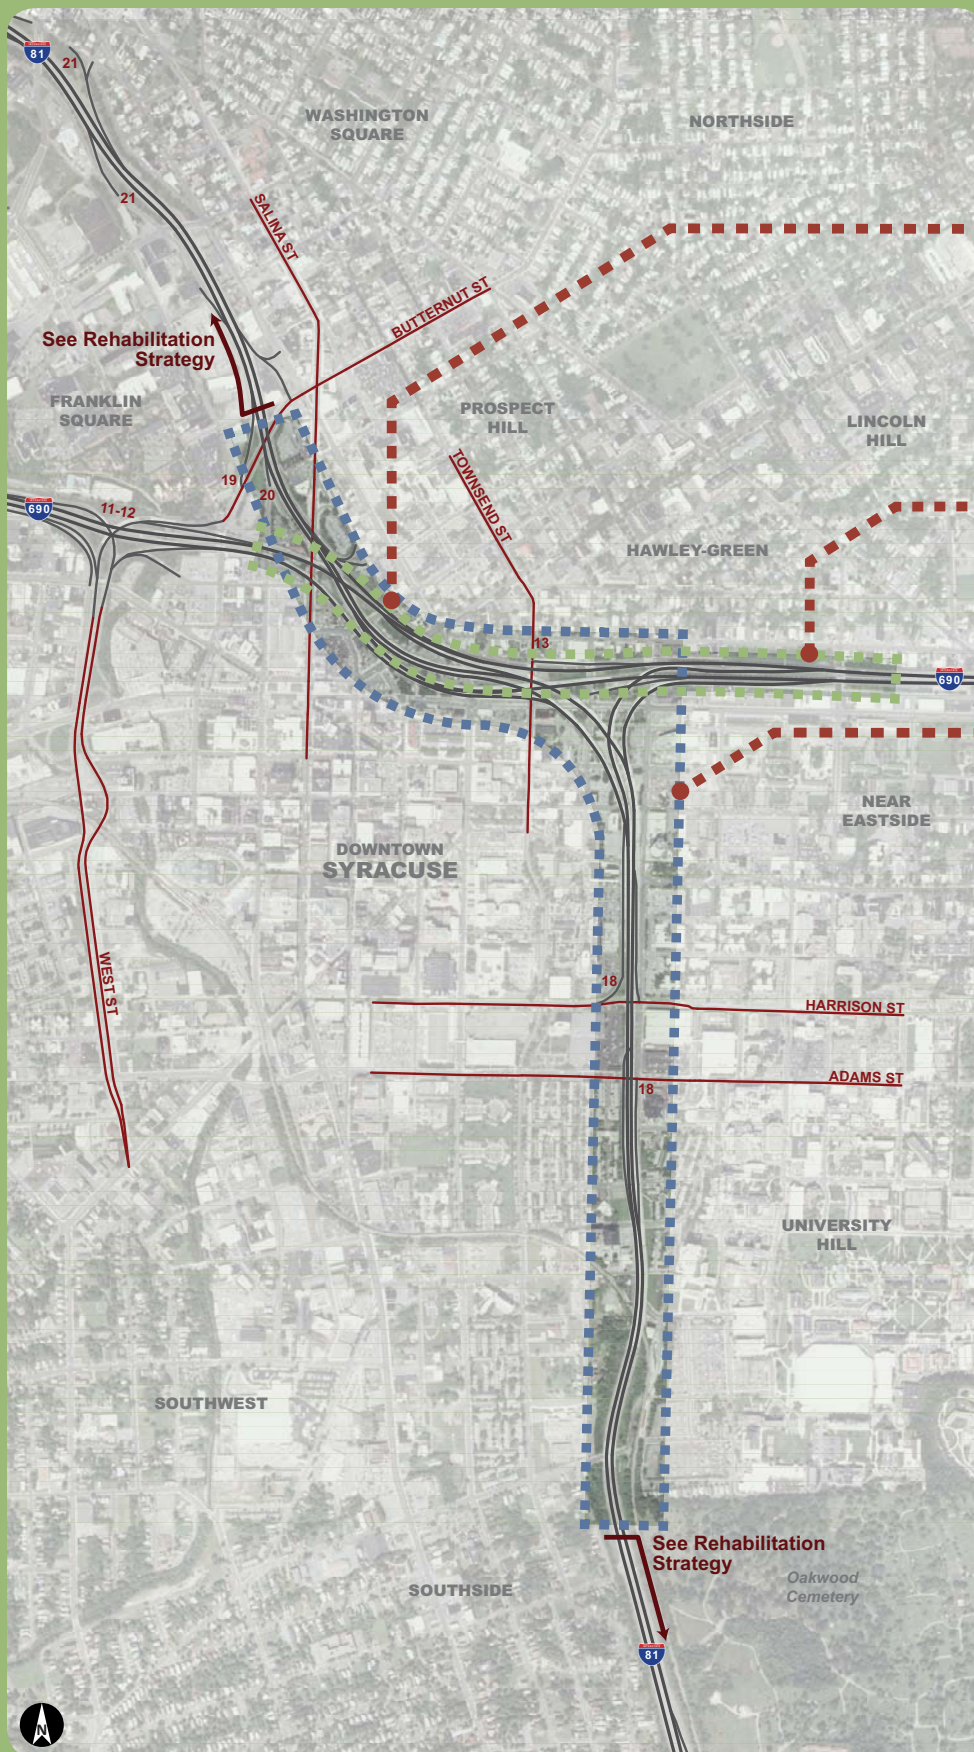 81
21
WASHINGTON
SQUARE
NORTHSIDE
21
SALINA ST
BUTTERNUT ST
See Rehabilitation
Strategy
FRANKLIN
SQUARE
PROSPECT
HILL
LINCOLN
HILL
TOWNSEND ST
19
20
690
11-12
HAWLEY-GREEN
13
690
NEAR
EASTSIDE
DOWNTOWN
SYRACUSE
WEST ST
18
HARRISON ST
ADAMS ST
18
UNIVERSITY
HILL
SOUTHWEST
See Rehabilitation
Strategy
Oakwood
Cemetery
SOUTHSIDE
81
N